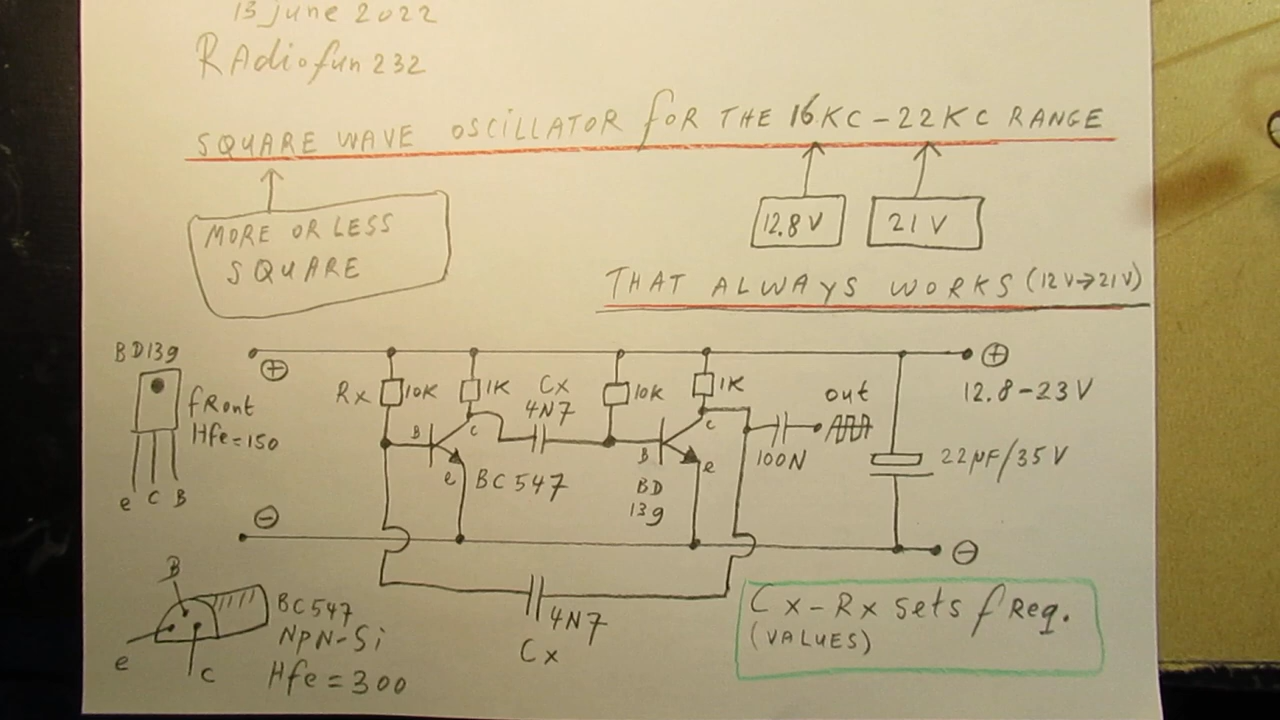 13 june 2022
RAdiofun232
SQUARE WAVE OSCILLATOR foR THE 16KC-22KC RANGE
MORE OR LESS
SQUARE
12.8V
21V
THAT ALWAYS WORKS (12V→21V)
BD139
fRont
Hfe=150
e C B
⊕
Rx 10K
1K
Cx
4N7
10K
1K
out
100N
⊕
12.8-23V
22µF/35V
B
c
e
BC547
B
c
e
BD
139
⊖
⊖
4N7
Cx
B
e
c
BC547
NpN-Si
Hfe=300
Cx-Rx sets fReq.
(VALUES)